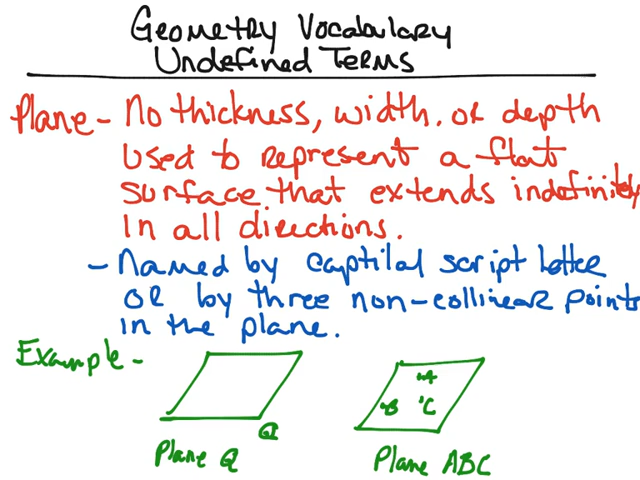 Geometry Vocabulary
Undefined Terms
Plane - No thickness, width. or depth
used to represent a flat
surface that extends indefinitely
in all directions.
- Named by captilal script letter
or by three non-collinear points
in the plane.
Example -
A
B C
Q
Plane Q Plane ABC